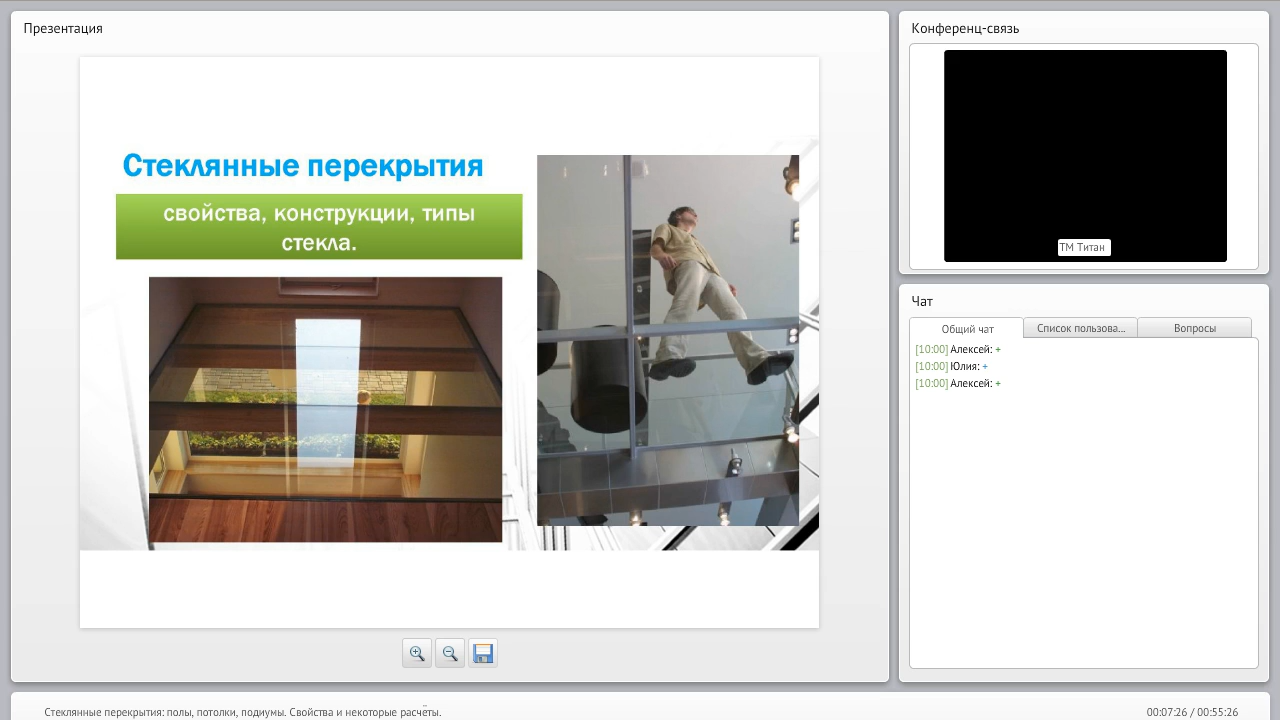 Презентация
Стеклянные перекрытия
свойства, конструкции, типы
стекла.
Конференц-связь
ТМ Титан
Чат
Общий чат
Список пользова...
Вопросы
[10:00] Алексей: +
[10:00] Юлия: +
[10:00] Алексей: +
Стеклянные перекрытия: полы, потолки, подиумы. Свойства и некоторые расчёты.
00:07:26 / 00:55:26